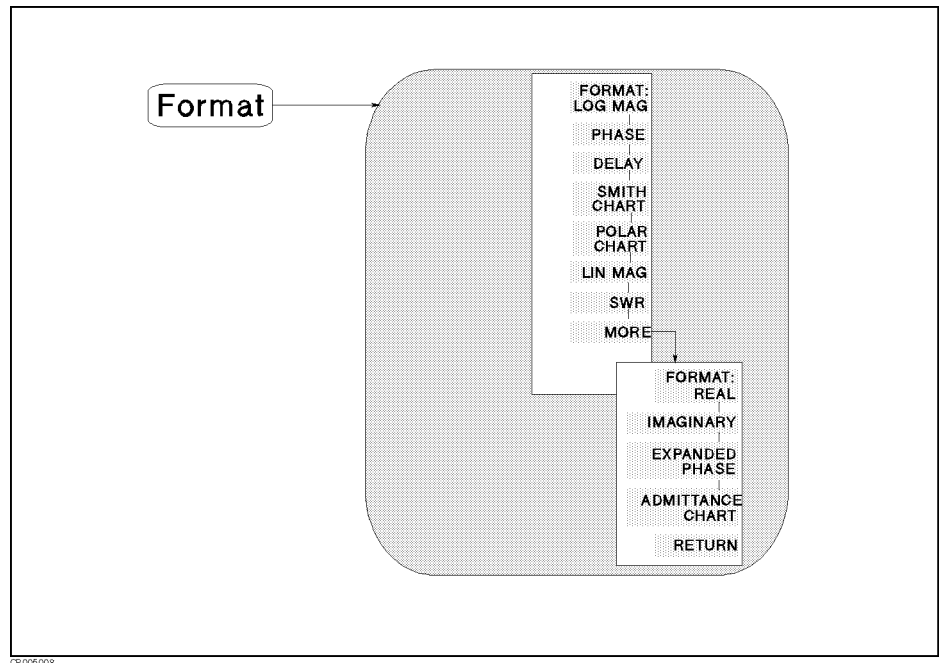 Format
FORMAT:
LOG MAG
PHASE
DELAY
SMITH
CHART
POLAR
CHART
LIN MAG
SWR
MORE
FORMAT:
REAL
IMAGINARY
EXPANDED
PHASE
ADMITTANCE
CHART
RETURN